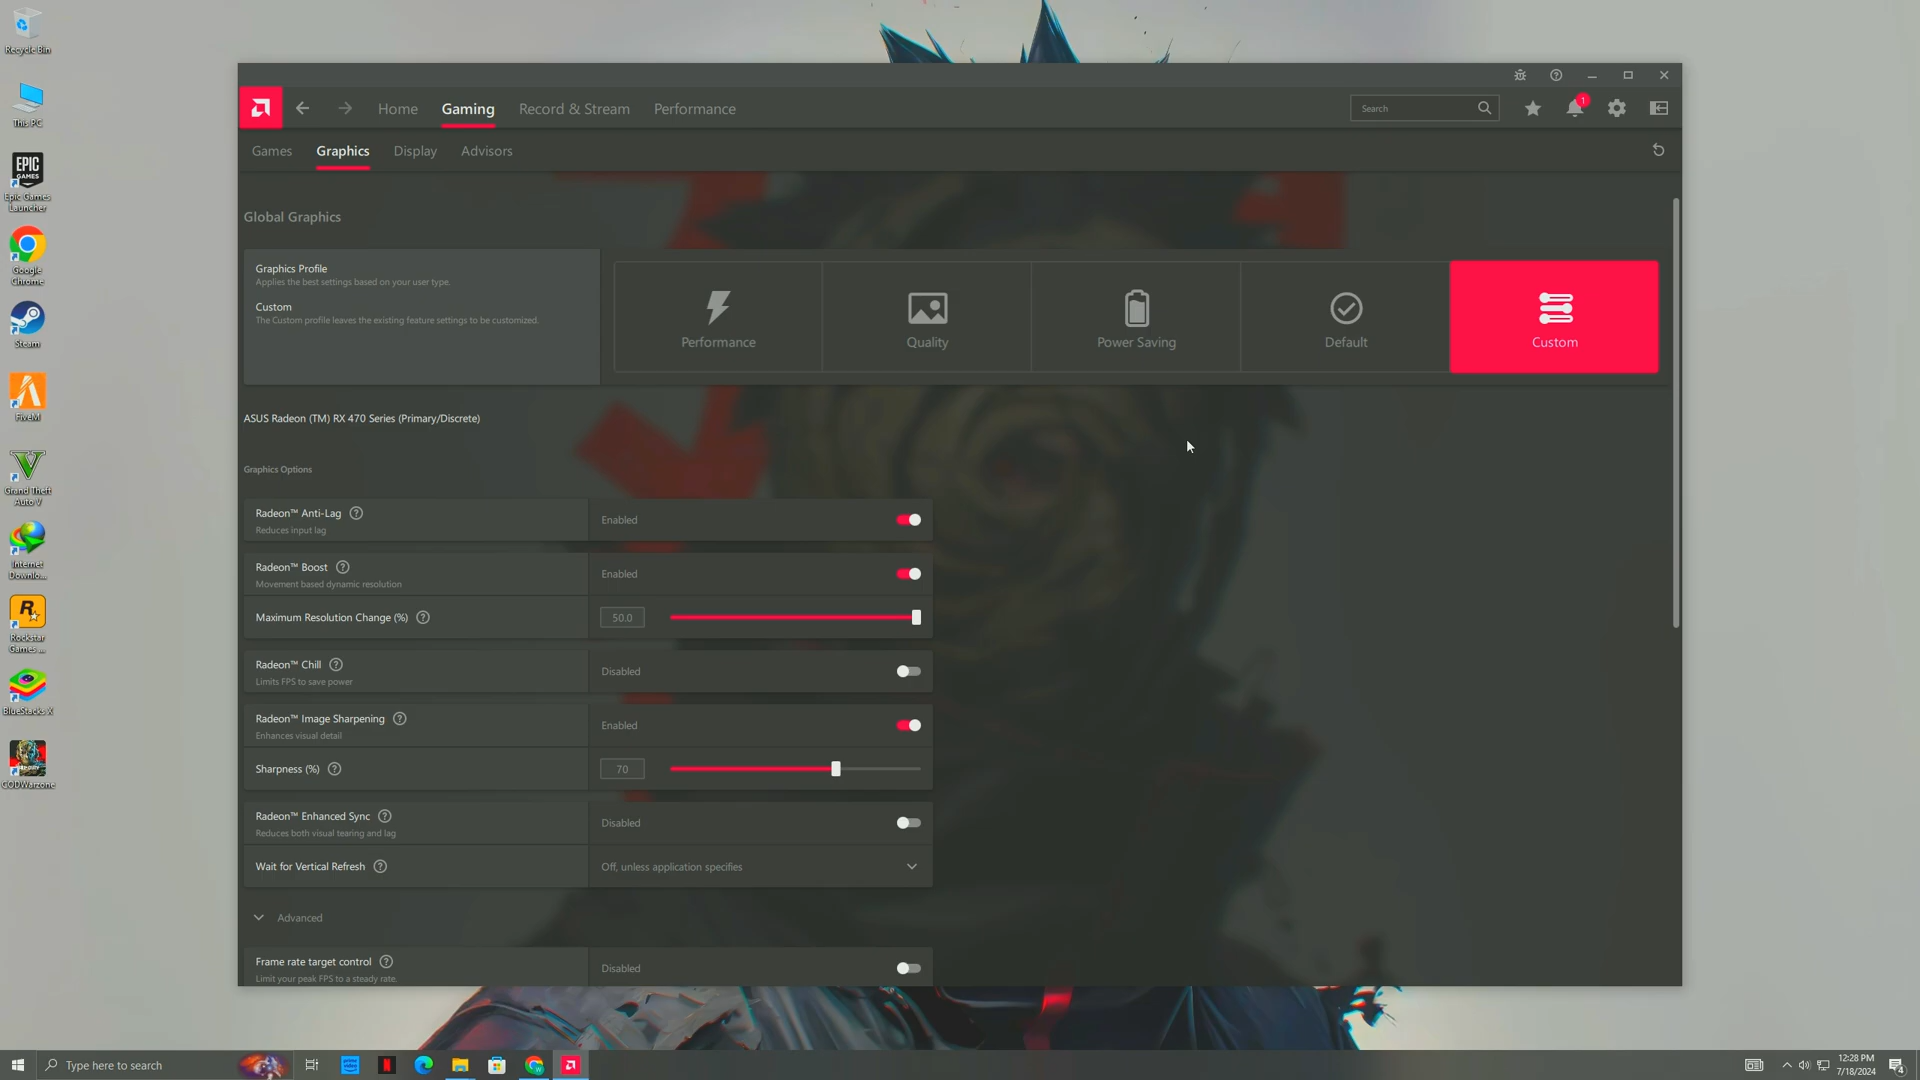 Recycle Bin
This PC
EPIC
GAMES
Epic Games
Launcher
Google
Chrome
Steam
FiveM
Grand Theft
Auto V
Internet
Downlo...
Rockstar
Games ...
BlueStacks X
CODWarzone
Home
Gaming
Record & Stream
Performance
Search
1
Games
Graphics
Display
Advisors
Global Graphics
Graphics Profile
Applies the best settings based on your user type.
Custom
The Custom profile leaves the existing feature settings to be customized.
Performance
Quality
Power Saving
Default
Custom
ASUS Radeon (TM) RX 470 Series (Primary/Discrete)
Graphics Options
Radeon™ Anti-Lag
Reduces input lag
Enabled
Radeon™ Boost
Movement based dynamic resolution
Enabled
Maximum Resolution Change (%)
50.0
Radeon™ Chill
Limits FPS to save power
Disabled
Radeon™ Image Sharpening
Enhances visual detail
Enabled
Sharpness (%)
70
Radeon™ Enhanced Sync
Reduces both visual tearing and lag
Disabled
Wait for Vertical Refresh
Off, unless application specifies
Advanced
Frame rate target control
Limit your peak FPS to a steady rate.
Disabled
Type here to search
12:28 PM
7/18/2024
4